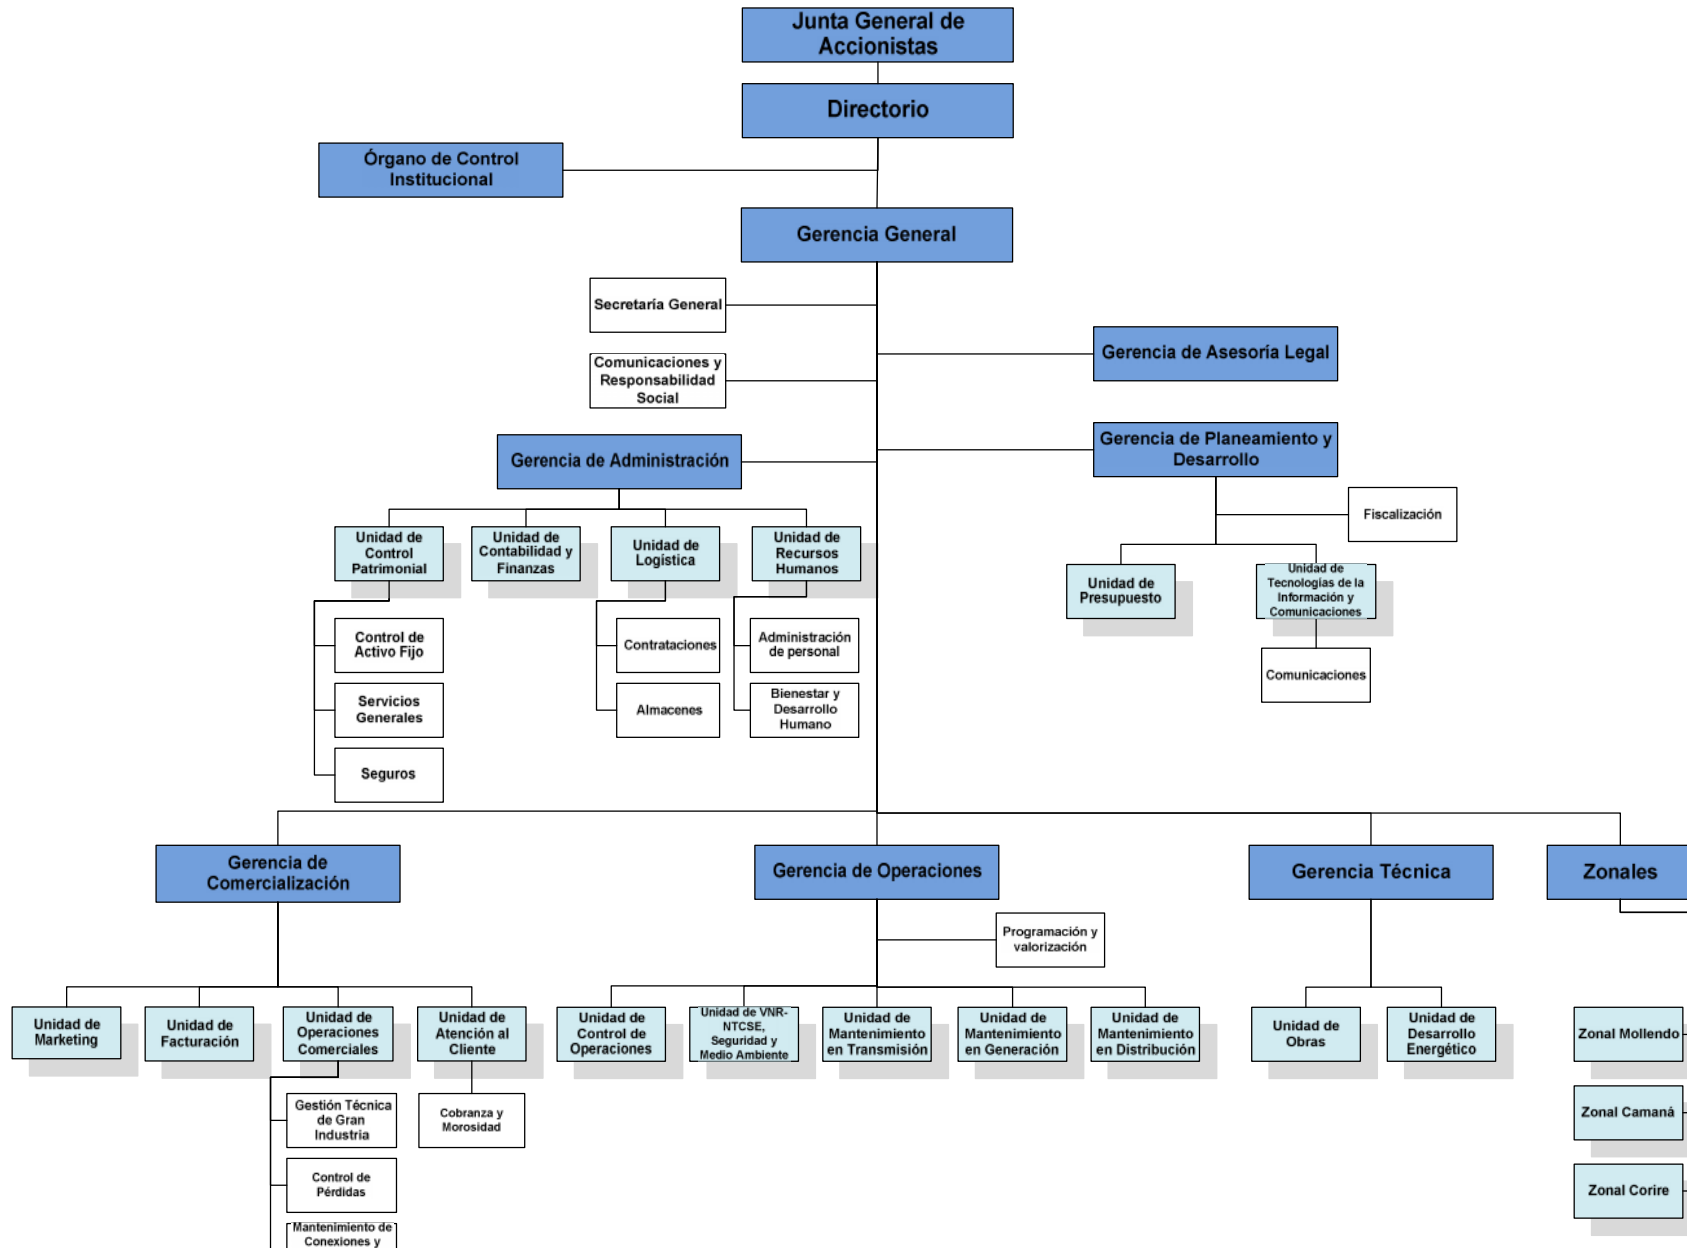 Junta General de
Accionistas
Directorio
Órgano de Control
Institucional
Gerencia General
Secretaría General
Comunicaciones y
Responsabilidad
Social
Gerencia de Asesoría Legal
Gerencia de Administración
Gerencia de Planeamiento y
Desarrollo
Fiscalización
Unidad de
Control
Patrimonial
Unidad de
Contabilidad y
Finanzas
Unidad de
Logística
Unidad de
Recursos
Humanos
Unidad de
Presupuesto
Unidad de
Tecnologías de la
Información y
Comunicaciones
Control de
Activo Fijo
Contrataciones
Administración
de personal
Comunicaciones
Servicios
Generales
Almacenes
Bienestar y
Desarrollo
Humano
Seguros
Gerencia de
Comercialización
Gerencia de Operaciones
Gerencia Técnica
Zonales
Programación y
valorización
Unidad de
Marketing
Unidad de
Facturación
Unidad de
Operaciones
Comerciales
Unidad de
Atención al
Cliente
Unidad de
Control de
Operaciones
Unidad de VNR-
NTCSE,
Seguridad y
Medio Ambiente
Unidad de
Mantenimiento
en Transmisión
Unidad de
Mantenimiento
en Generación
Unidad de
Mantenimiento
en Distribución
Unidad de
Obras
Unidad de
Desarrollo
Energético
Zonal Mollendo
Gestión Técnica
de Gran
Industria
Cobranza y
Morosidad
Zonal Camaná
Control de
Pérdidas
Zonal Corire
Mantenimiento de
Conexiones y